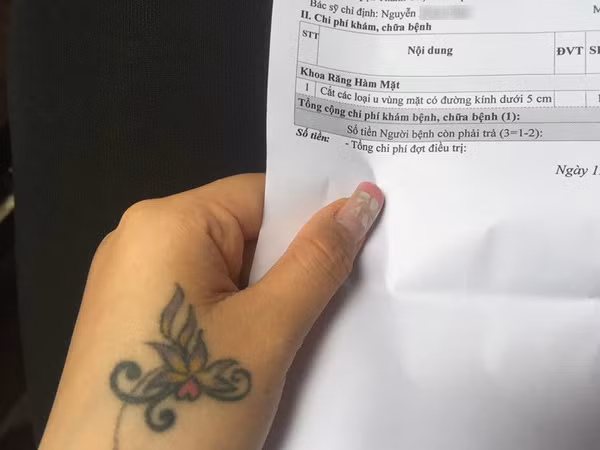 Bác sỹ chỉ định: Nguyễn
M
II. Chi phí khám, chữa bệnh
STT Nội dung ĐVT
Khoa Răng Hàm Mặt
1 Cắt các loại u vùng mặt có đường kính dưới 5 cm 1
Tổng cộng chi phí khám bệnh, chữa bệnh (1):
Số tiền Người bệnh còn phải trả (3=1-2):
Số tiền: - Tổng chi phí đợt điều trị:
Ngày 1